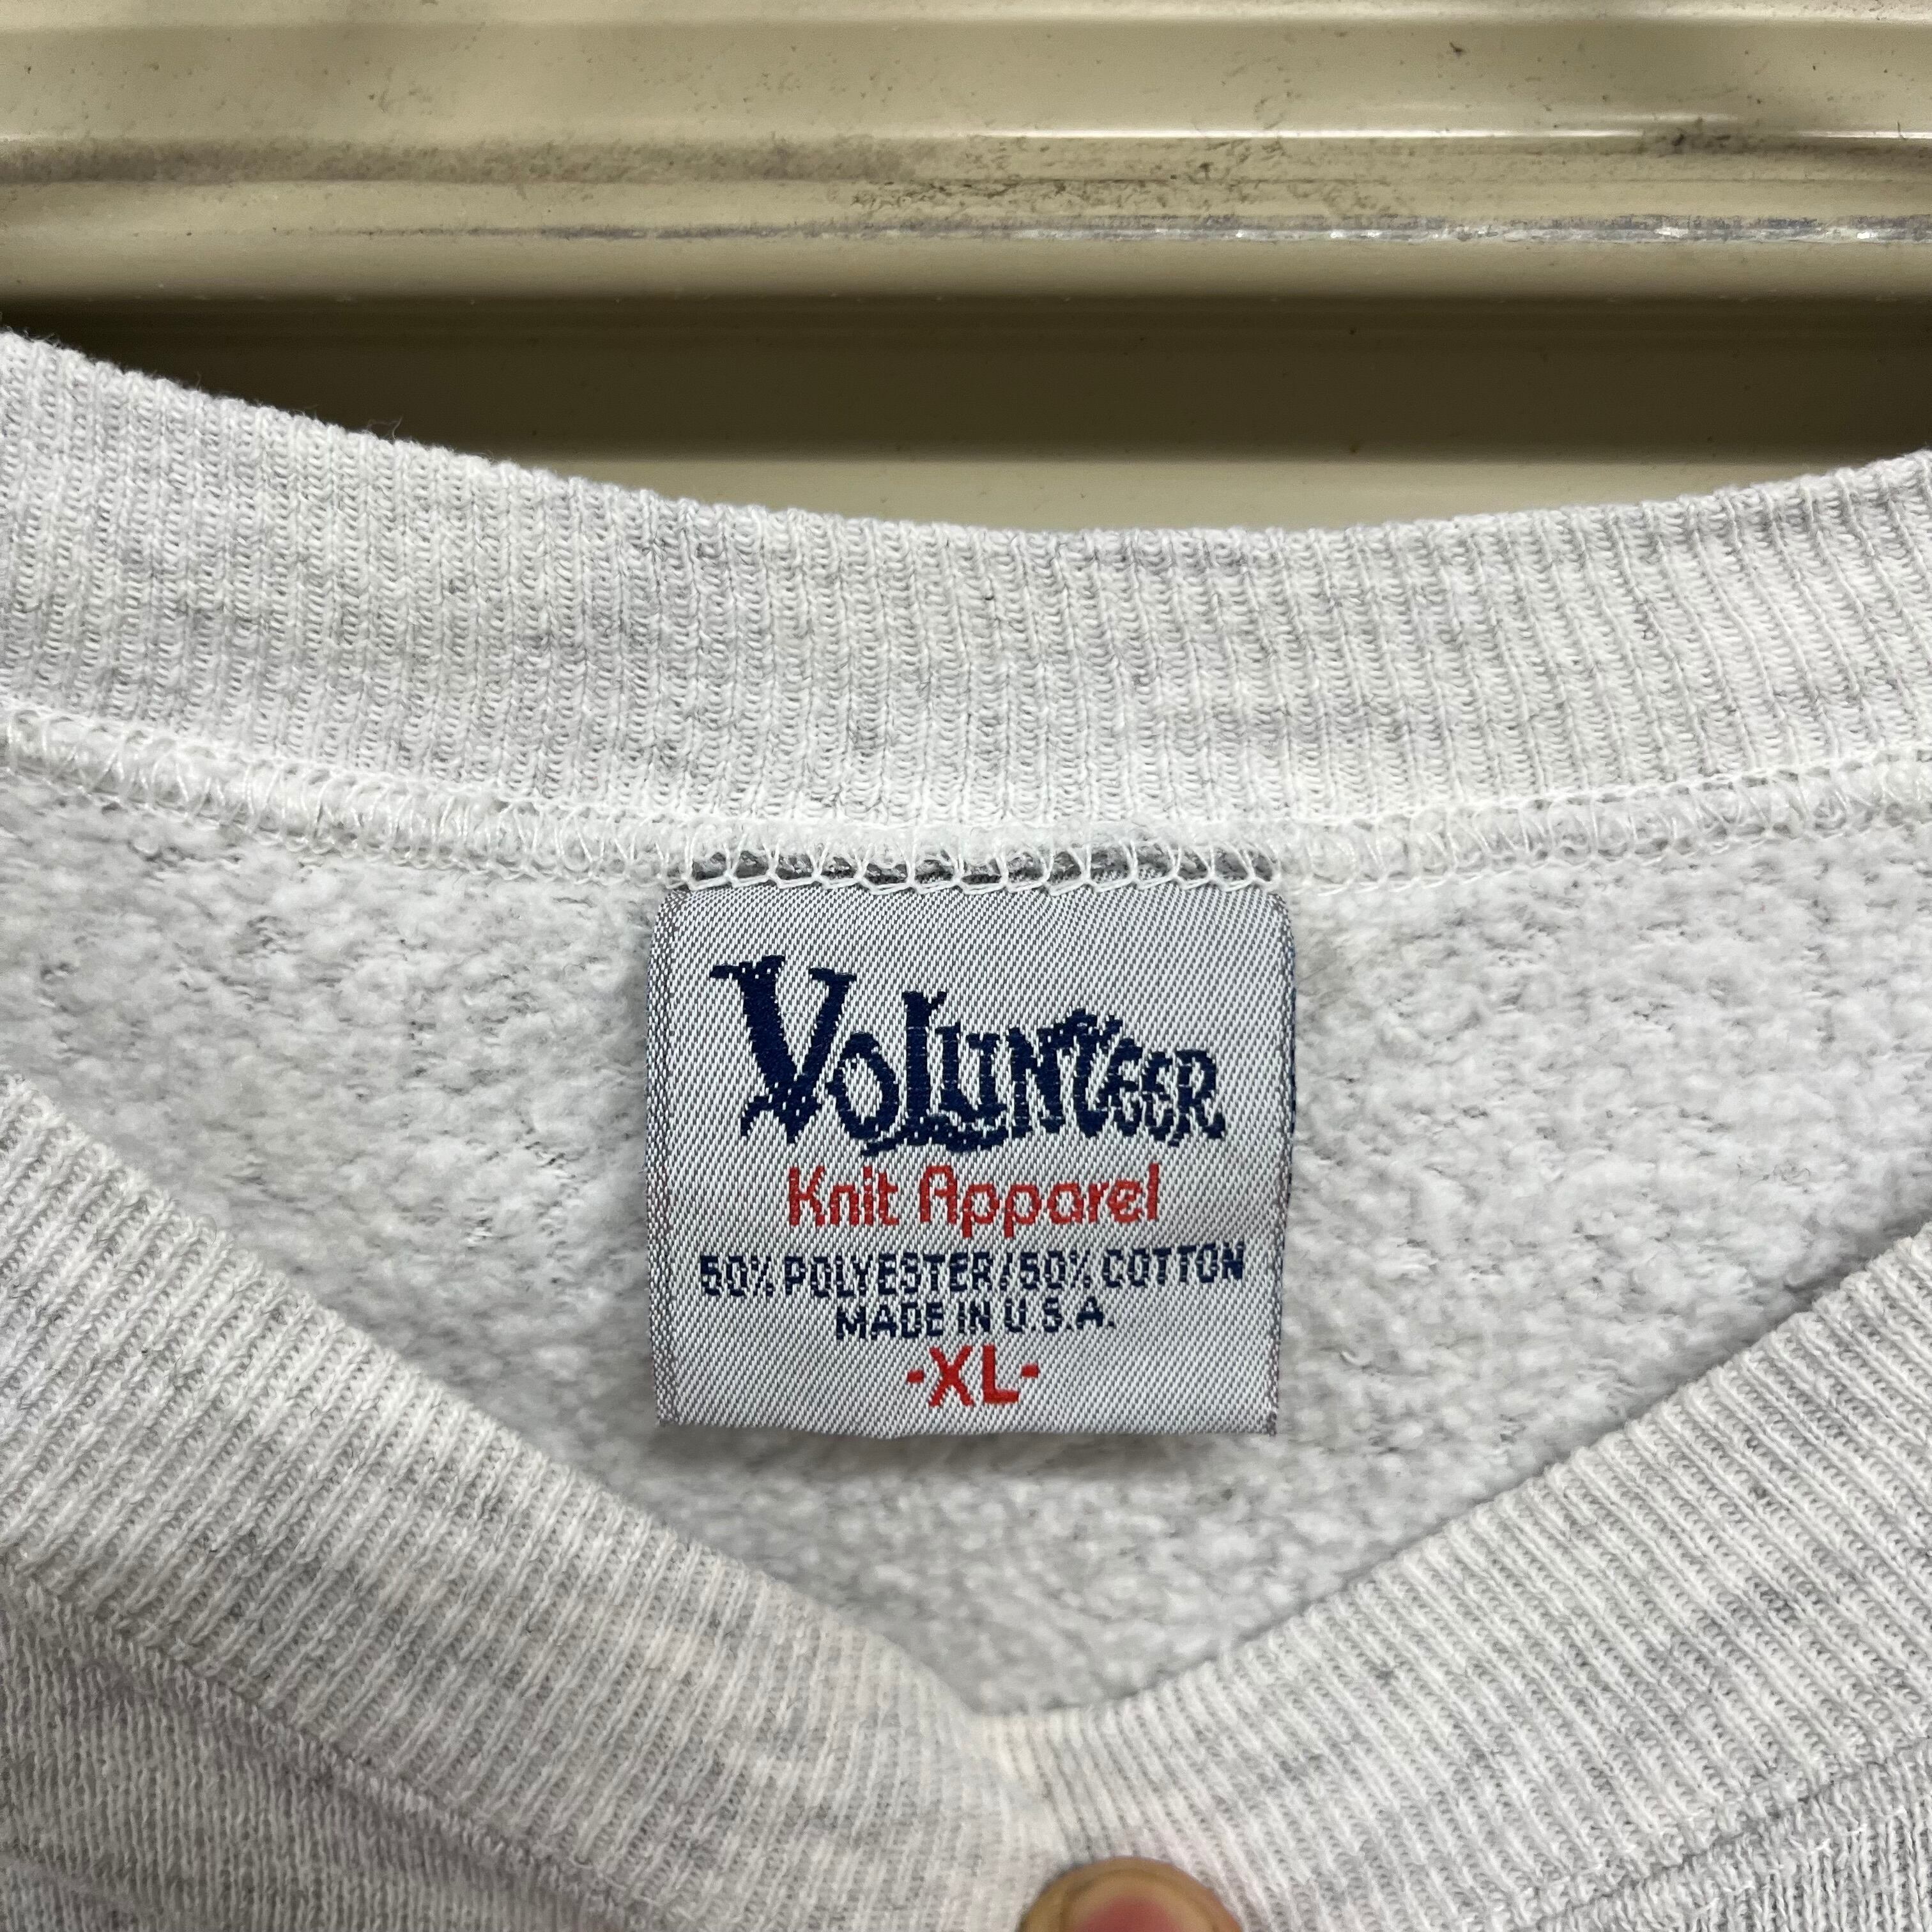 VOLUNTEER
Knit Apparel
50% POLYESTER/50% COTTON
MADE IN U.S.A.
-XL-